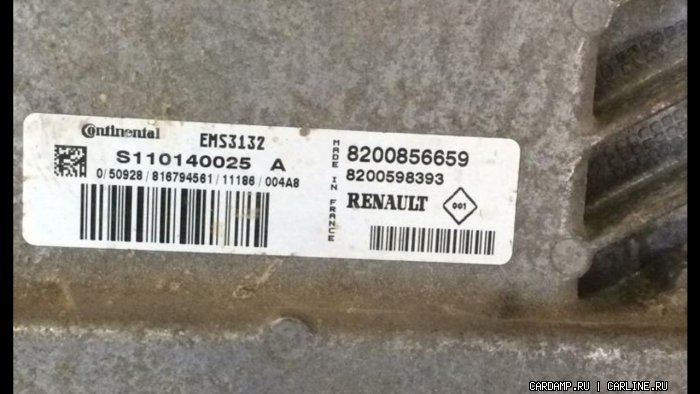 Continental EMS3132
S110140025 A
0/50928/816794561/11186/004A8
MADE IN FRANCE
8200856659
8200598393
RENAULT 001
CARDAMP.RU | CARLINE.RU